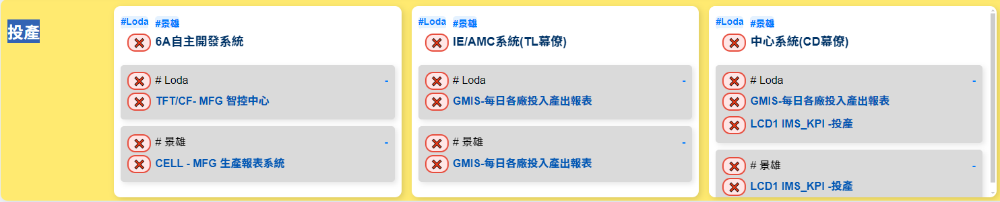 投產
#Loda #景雄
6A自主開發系統
# Loda -
TFT/CF- MFG 智控中心
# 景雄 -
CELL - MFG 生產報表系統
#Loda #景雄
IE/AMC系統(TL幕僚)
# Loda -
GMIS-每日各廠投入產出報表
# 景雄 -
GMIS-每日各廠投入產出報表
#Loda #景雄
中心系統(CD幕僚)
# Loda -
GMIS-每日各廠投入產出報表
LCD1 IMS_KPI -投產
# 景雄 -
LCD1 IMS_KPI -投產